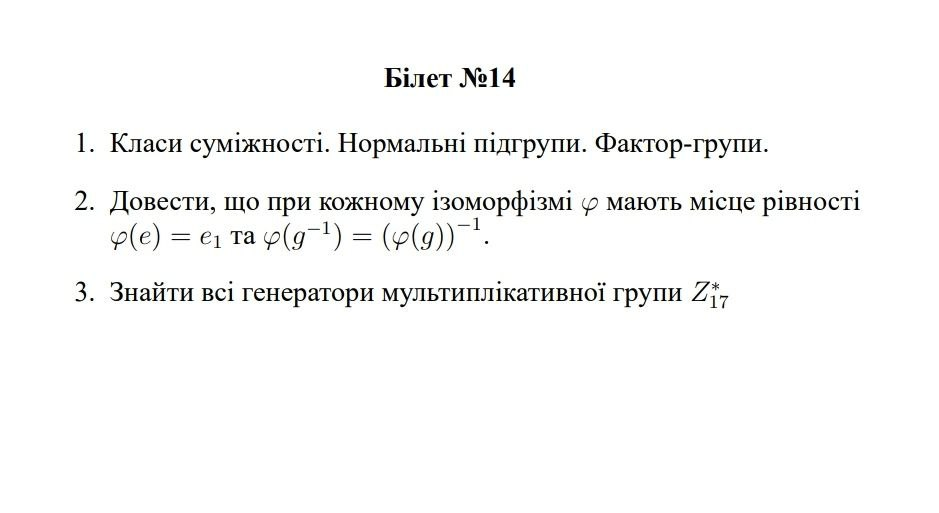 Білет №14
1. Класи суміжності. Нормальні підгрупи. Фактор-групи.
2. Довести, що при кожному ізоморфізмі φ мають місце рівності
φ(e) = e₁ та φ(g⁻¹) = (φ(g))⁻¹.
3. Знайти всі генератори мультиплікативної групи Z*₁₇